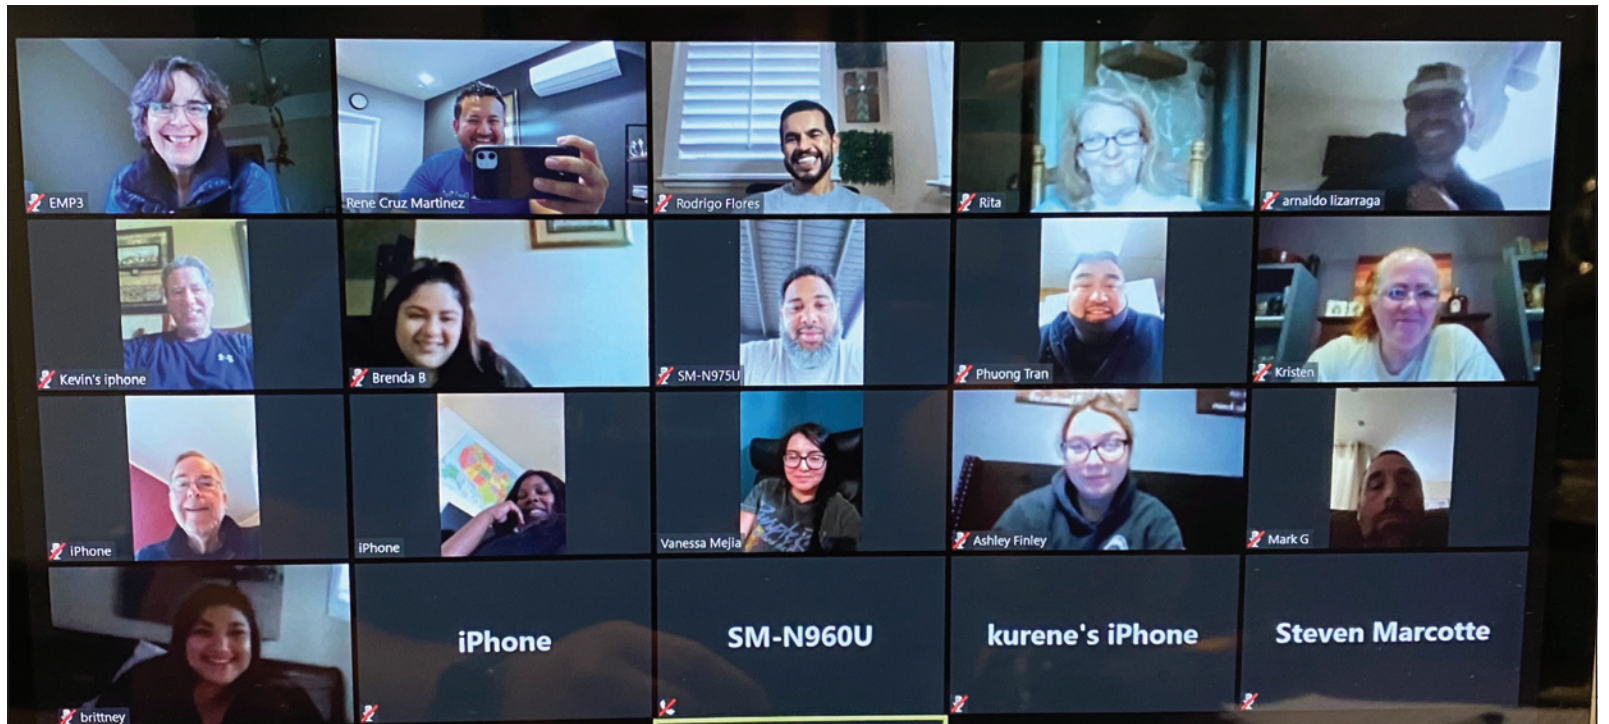 EMP3
Rene Cruz Martinez
Rodrigo Flores
Rita
arnaldo lizarraga
Kevin's iphone
Brenda B
SM-N975U
Phuong Tran
Kristen
iPhone
iPhone
Vanessa Mejia
Ashley Finley
Mark G
brittney
iPhone
SM-N960U
kurene's iPhone
Steven Marcotte